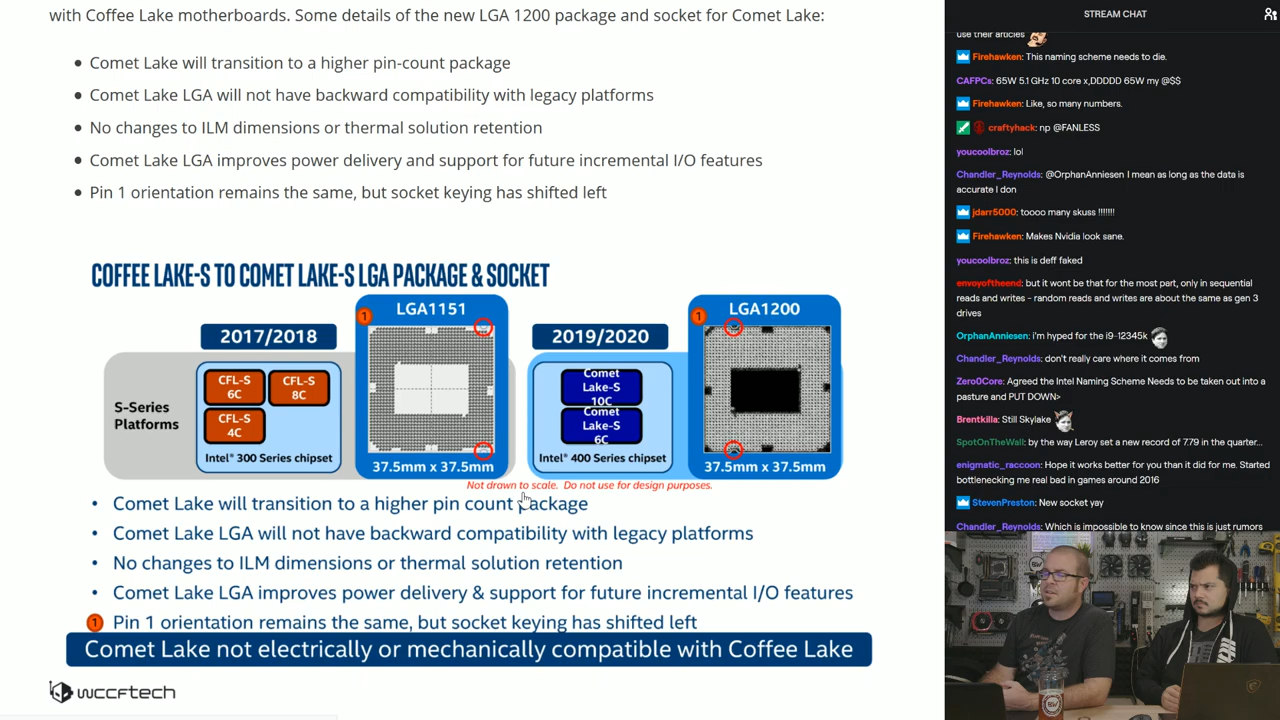 with Coffee Lake motherboards. Some details of the new LGA 1200 package and socket for Comet Lake:
Comet Lake will transition to a higher pin-count package
Comet Lake LGA will not have backward compatibility with legacy platforms
No changes to ILM dimensions or thermal solution retention
Comet Lake LGA improves power delivery and support for future incremental I/O features
Pin 1 orientation remains the same, but socket keying has shifted left
COFFEE LAKE-S TO COMET LAKE-S LGA PACKAGE & SOCKET
S-Series
Platforms
2017/2018
CFL-S
6C
CFL-S
8C
CFL-S
4C
Intel® 300 Series chipset
1
LGA1151
37.5mm x 37.5mm
2019/2020
Comet
Lake-S
10C
Comet
Lake-S
6C
Intel® 400 Series chipset
1
LGA1200
37.5mm x 37.5mm
Not drawn to scale. Do not use for design purposes.
• Comet Lake will transition to a higher pin count package
• Comet Lake LGA will not have backward compatibility with legacy platforms
• No changes to ILM dimensions or thermal solution retention
• Comet Lake LGA improves power delivery & support for future incremental I/O features
1 Pin 1 orientation remains the same, but socket keying has shifted left
Comet Lake not electrically or mechanically compatible with Coffee Lake
wccftech
STREAM CHAT
use their articles
Firehawken: This naming scheme needs to die.
CAFPCs: 65W 5.1 GHz 10 core x,DDDDD 65W my @$$
Firehawken: Like, so many numbers.
craftyhack: np @FANLESS
youcoolbroz: lol
Chandler_Reynolds: @OrphanAnniesen I mean as long as the data is
accurate I don
jdarr5000: toooo many skuss !!!!!!!
Firehawken: Makes Nvidia look sane.
youcoolbroz: this is deff faked
envoyoftheend: but it wont be that for the most part, only in sequential
reads and writes - random reads and writes are about the same as gen 3
drives
OrphanAnniesen: i'm hyped for the i9-12345k
Chandler_Reynolds: don't really care where it comes from
Zero0Core: Agreed the Intel Naming Scheme Needs to be taken out into a
pasture and PUT DOWN>
Brentkilla: Still Skylake
SpotOnTheWall: by the way Leroy set a new record of 7.79 in the quarter...
enigmatic_raccoon: Hope it works better for you than it did for me. Started
bottlenecking me real bad in games around 2016
StevenPreston: New socket yay
Chandler_Reynolds: Which is impossible to know since this is just rumors